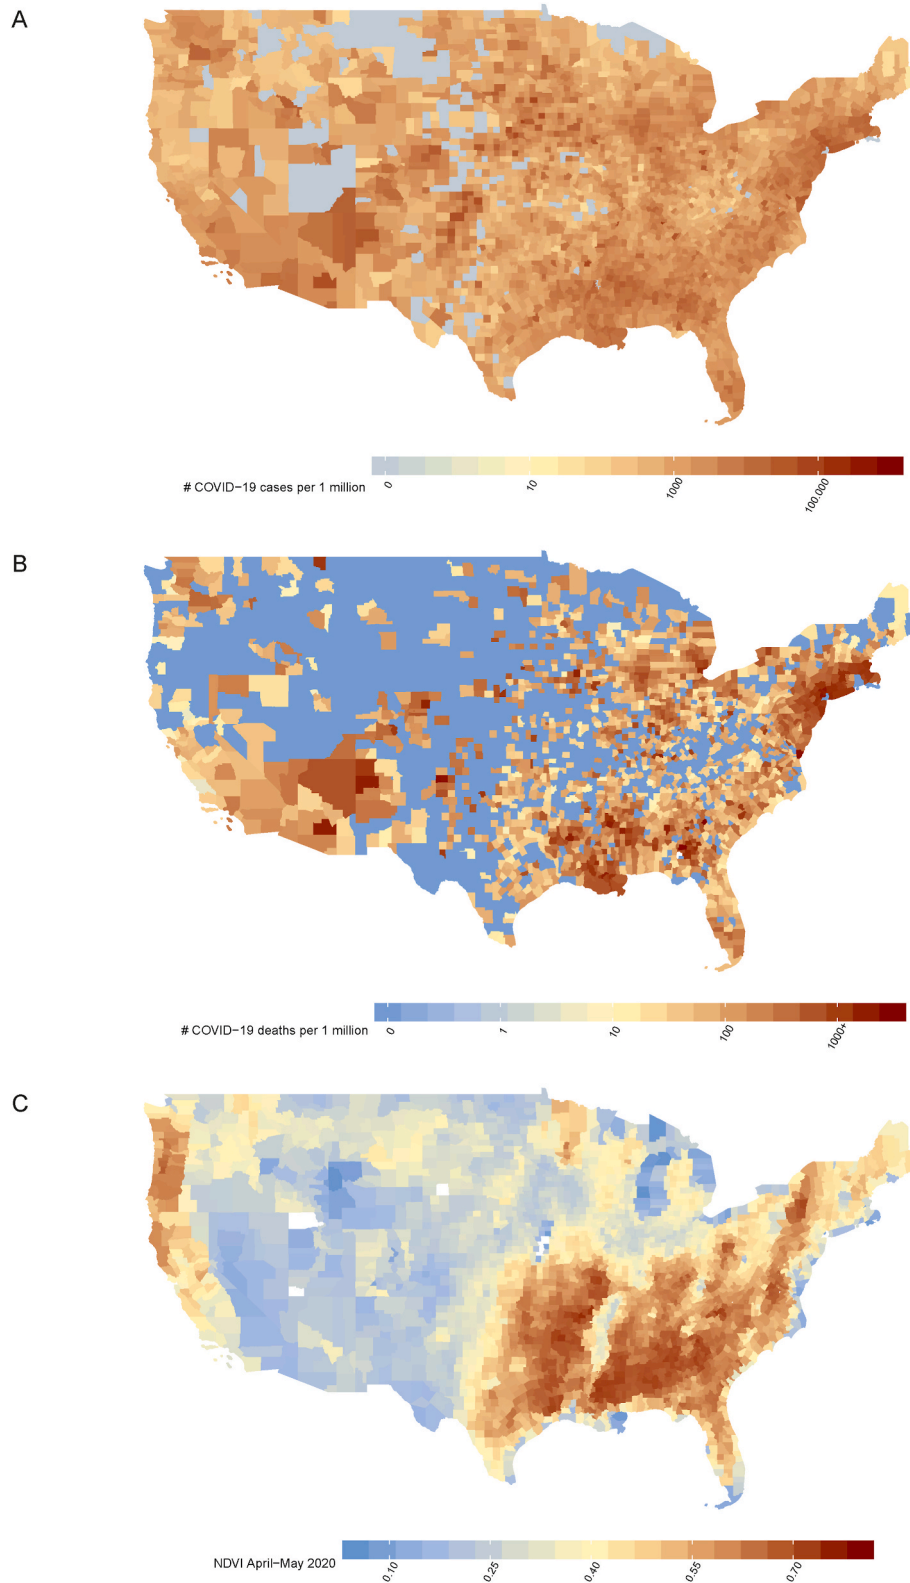 A
# COVID−19 cases per 1 million
0
10
1000
100.000
B
# COVID−19 deaths per 1 million
0
1
10
100
1000+
C
NDVI April−May 2020
0.10
0.25
0.40
0.55
0.70